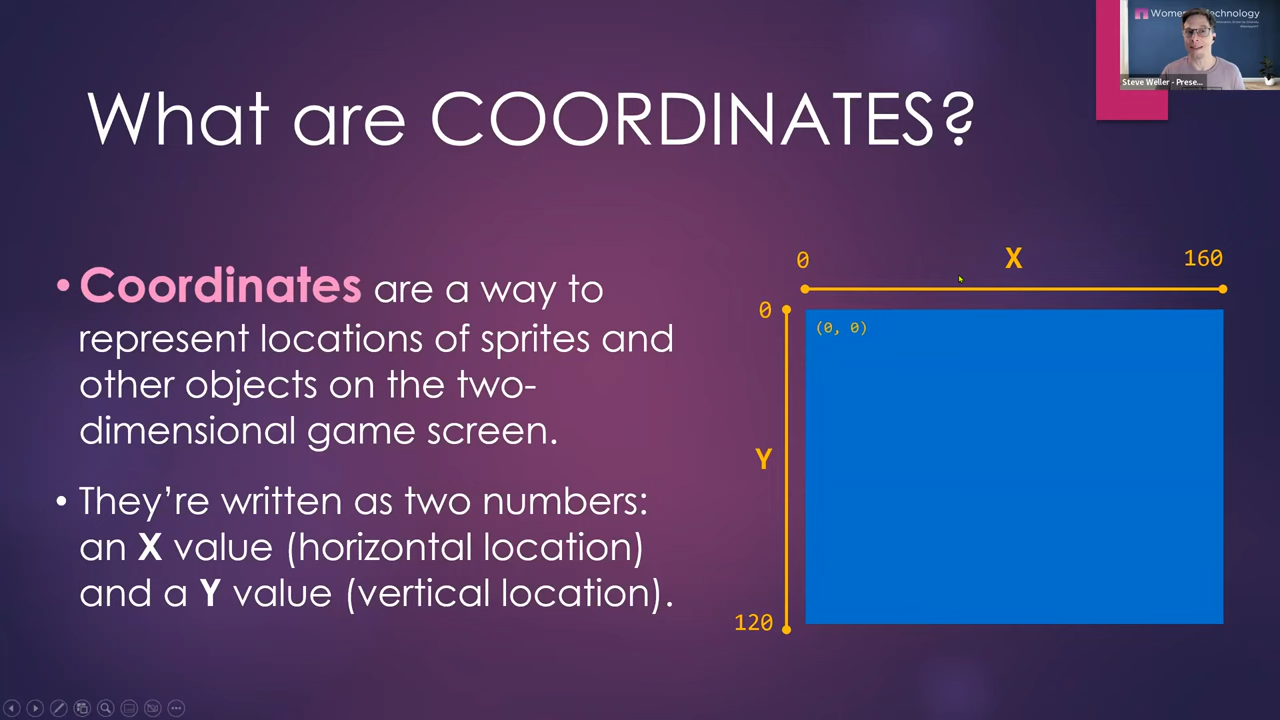 Women in Technology
Steve Weller - Prese...
What are COORDINATES?
• Coordinates are a way to
represent locations of sprites and
other objects on the two-
dimensional game screen.
• They’re written as two numbers:
an X value (horizontal location)
and a Y value (vertical location).
0 X 160
0
(0, 0)
Y
120